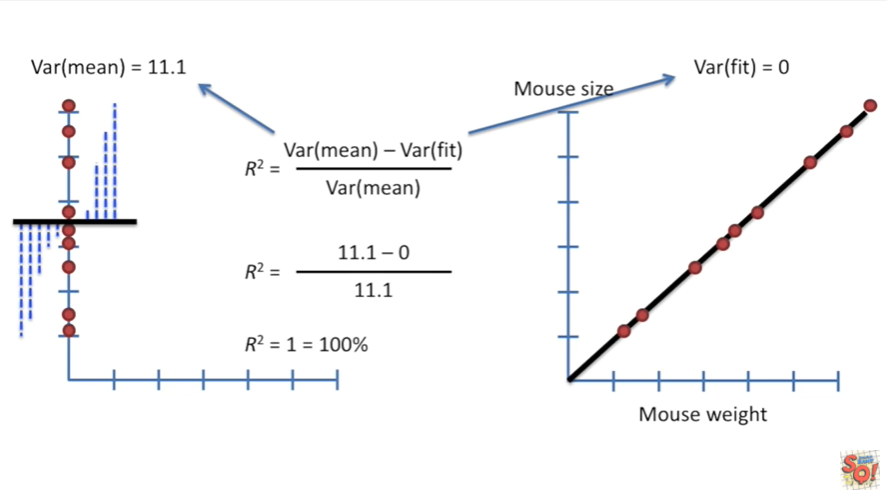 Var(mean) = 11.1
Var(mean) – Var(fit)
R² =
Var(mean)
11.1 – 0
R² =
11.1
R² = 1 = 100%
Mouse size
Var(fit) = 0
Mouse weight
SQ!